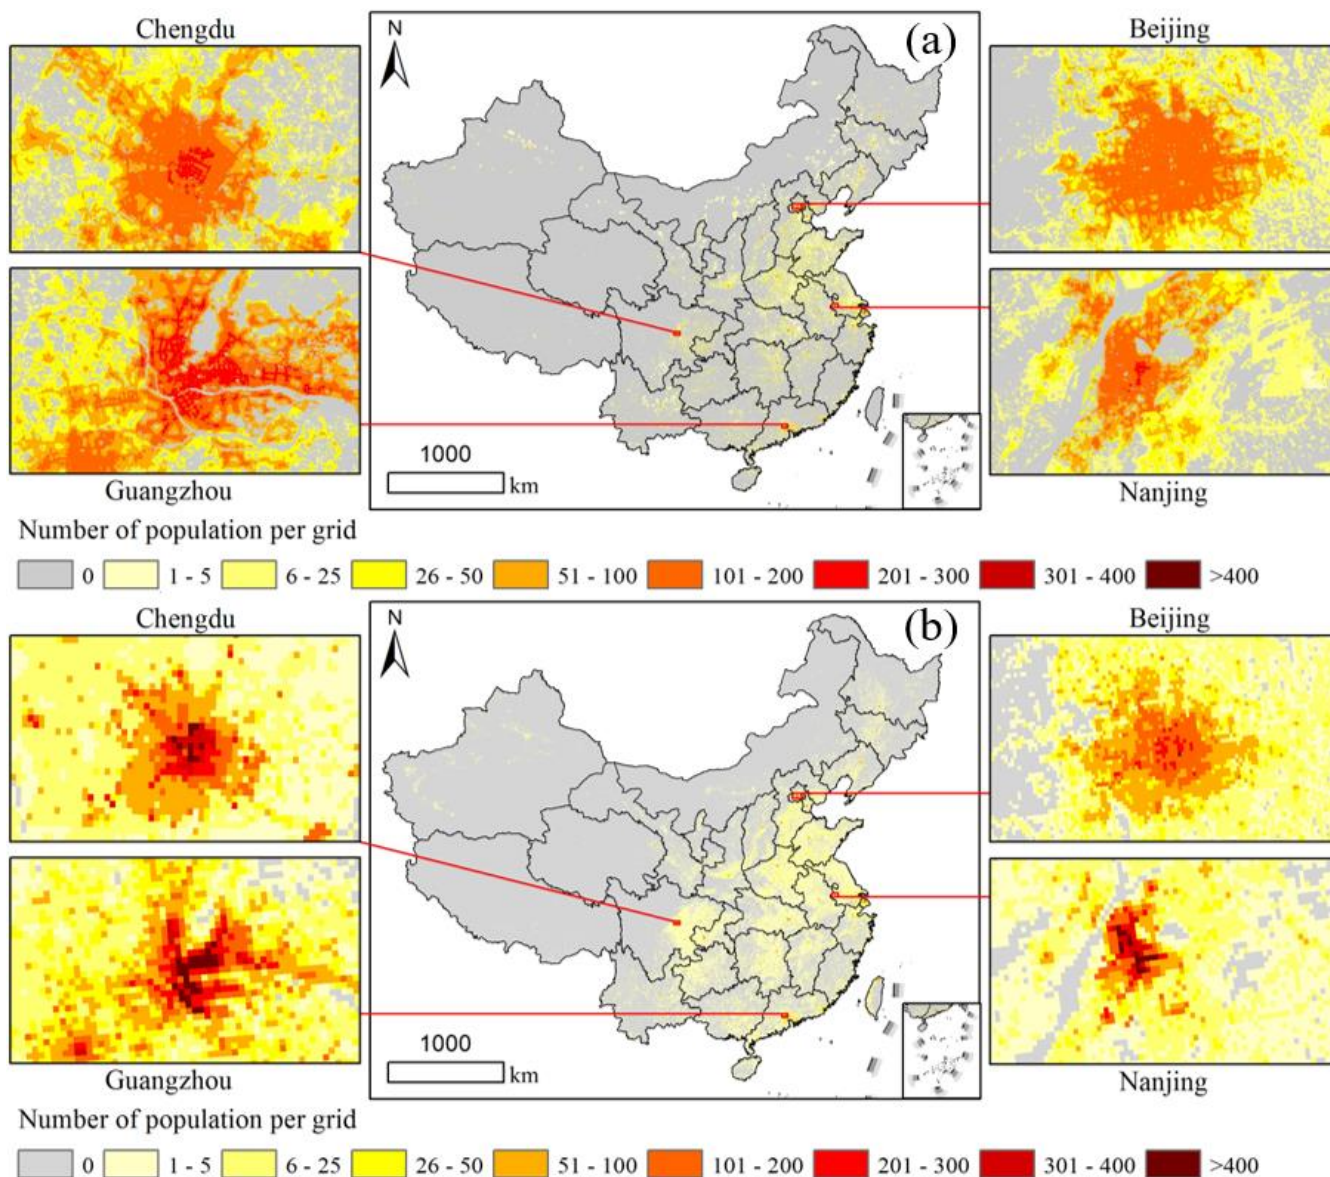 Chengdu
N
(a)
Beijing
1000
km
Guangzhou
Nanjing
Number of population per grid
0
1 - 5
6 - 25
26 - 50
51 - 100
101 - 200
201 - 300
301 - 400
>400
Chengdu
N
(b)
Beijing
1000
km
Guangzhou
Nanjing
Number of population per grid
0
1 - 5
6 - 25
26 - 50
51 - 100
101 - 200
201 - 300
301 - 400
>400